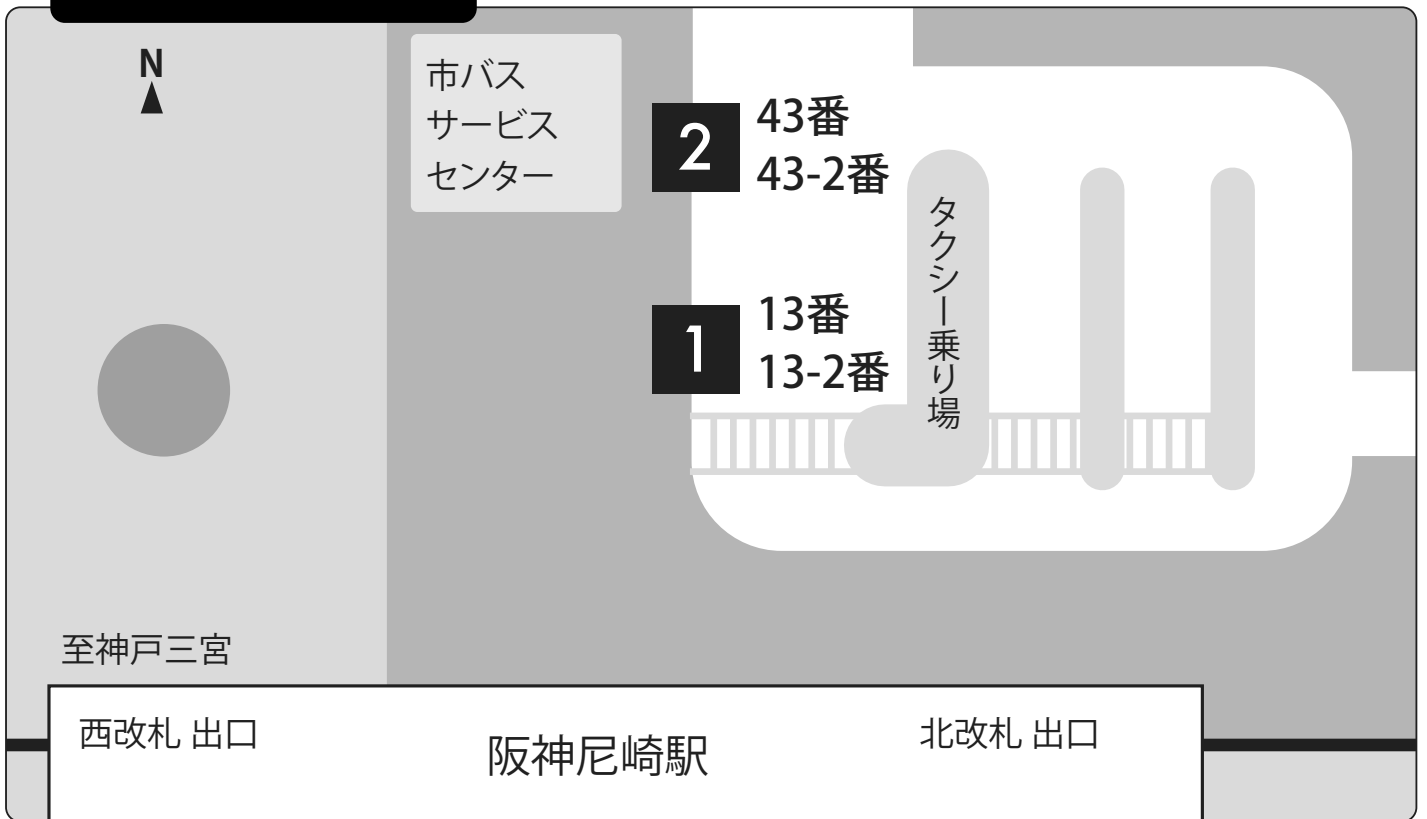 N
市バス
サービス
センター
2
43番
43-2番
1
13番
13-2番
タクシー乗り場
至神戸三宮
西改札 出口
阪神尼崎駅
北改札 出口